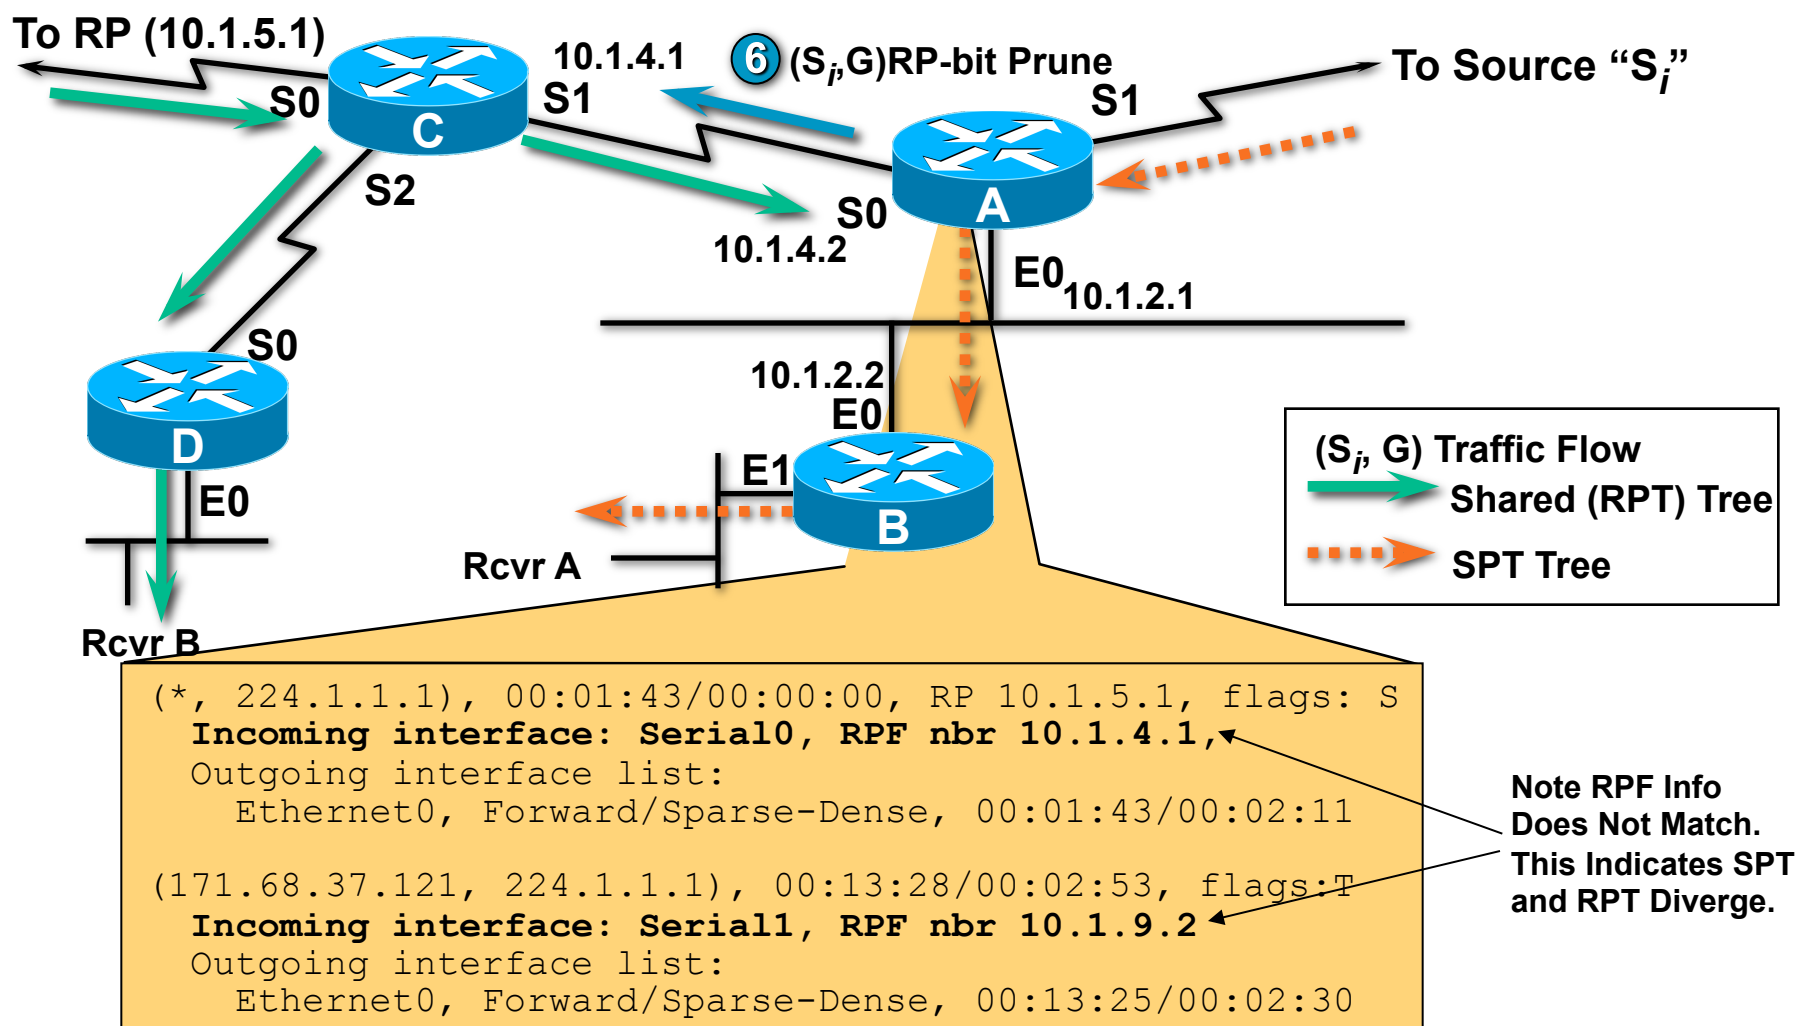 To RP (10.1.5.1)
10.1.4.1
6 (Si,G)RP-bit Prune
To Source “Si”
S0
S1
S1
C
S2
A
S0
10.1.4.2
E0
10.1.2.1
S0
10.1.2.2
E0
D
E1
E0
B
Rcvr A
Rcvr B
(Si, G) Traffic Flow
Shared (RPT) Tree
SPT Tree
(*, 224.1.1.1), 00:01:43/00:00:00, RP 10.1.5.1, flags: S
Incoming interface: Serial0, RPF nbr 10.1.4.1,
Outgoing interface list:
Ethernet0, Forward/Sparse-Dense, 00:01:43/00:02:11
(171.68.37.121, 224.1.1.1), 00:13:28/00:02:53, flags:T
Incoming interface: Serial1, RPF nbr 10.1.9.2
Outgoing interface list:
Ethernet0, Forward/Sparse-Dense, 00:13:25/00:02:30
Note RPF Info
Does Not Match.
This Indicates SPT
and RPT Diverge.